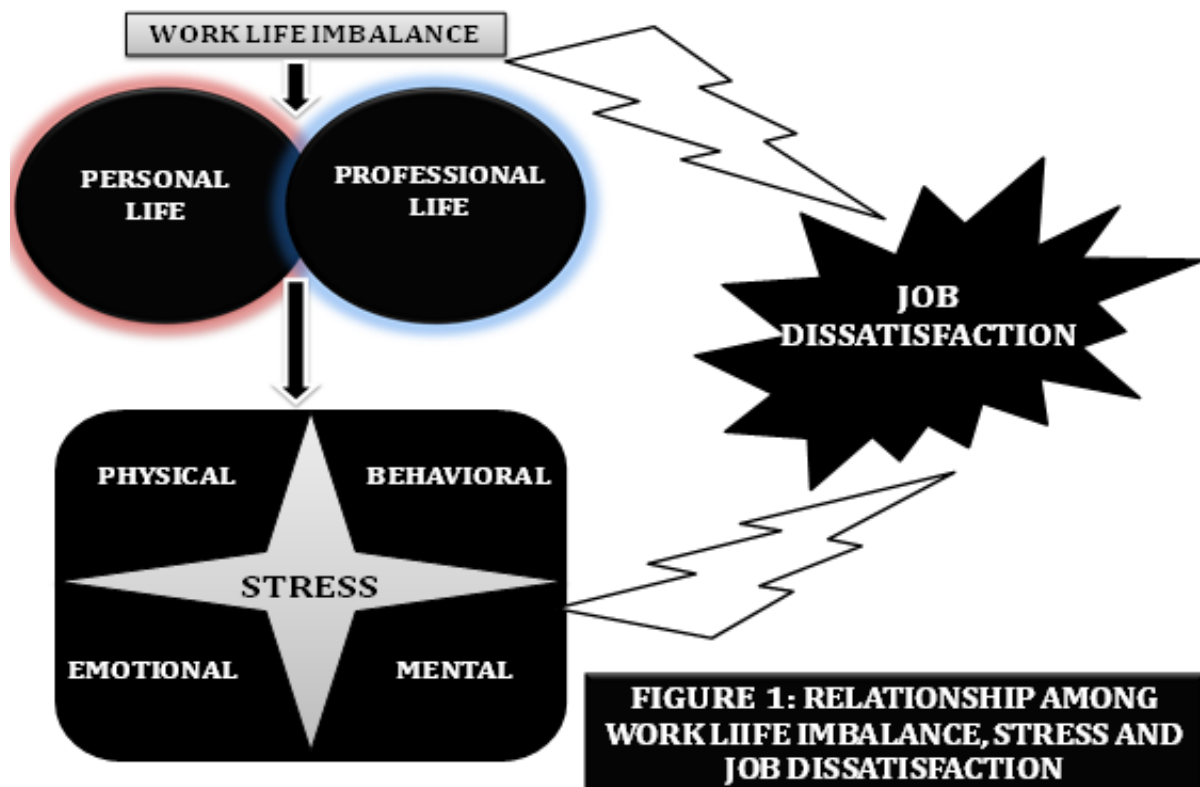 WORK LIFE IMBALANCE
PERSONAL
LIFE
PROFESSIONAL
LIFE
JOB
DISSATISFACTION
PHYSICAL
BEHAVIORAL
STRESS
EMOTIONAL
MENTAL
FIGURE 1: RELATIONSHIP AMONG
WORK LIIFE IMBALANCE, STRESS AND
JOB DISSATISFACTION